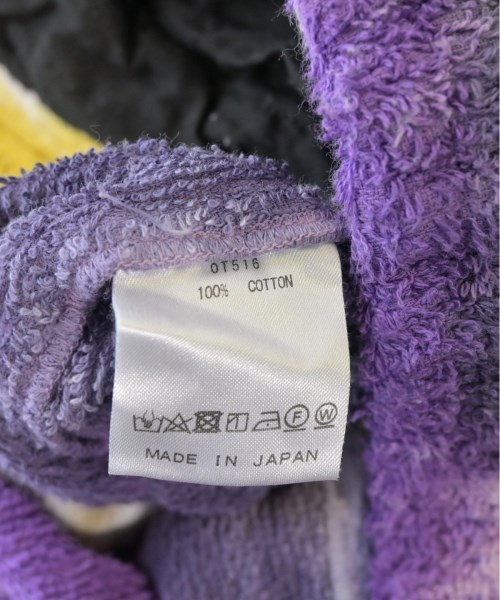 OT516
100% COTTON
F W
MADE IN JAPAN